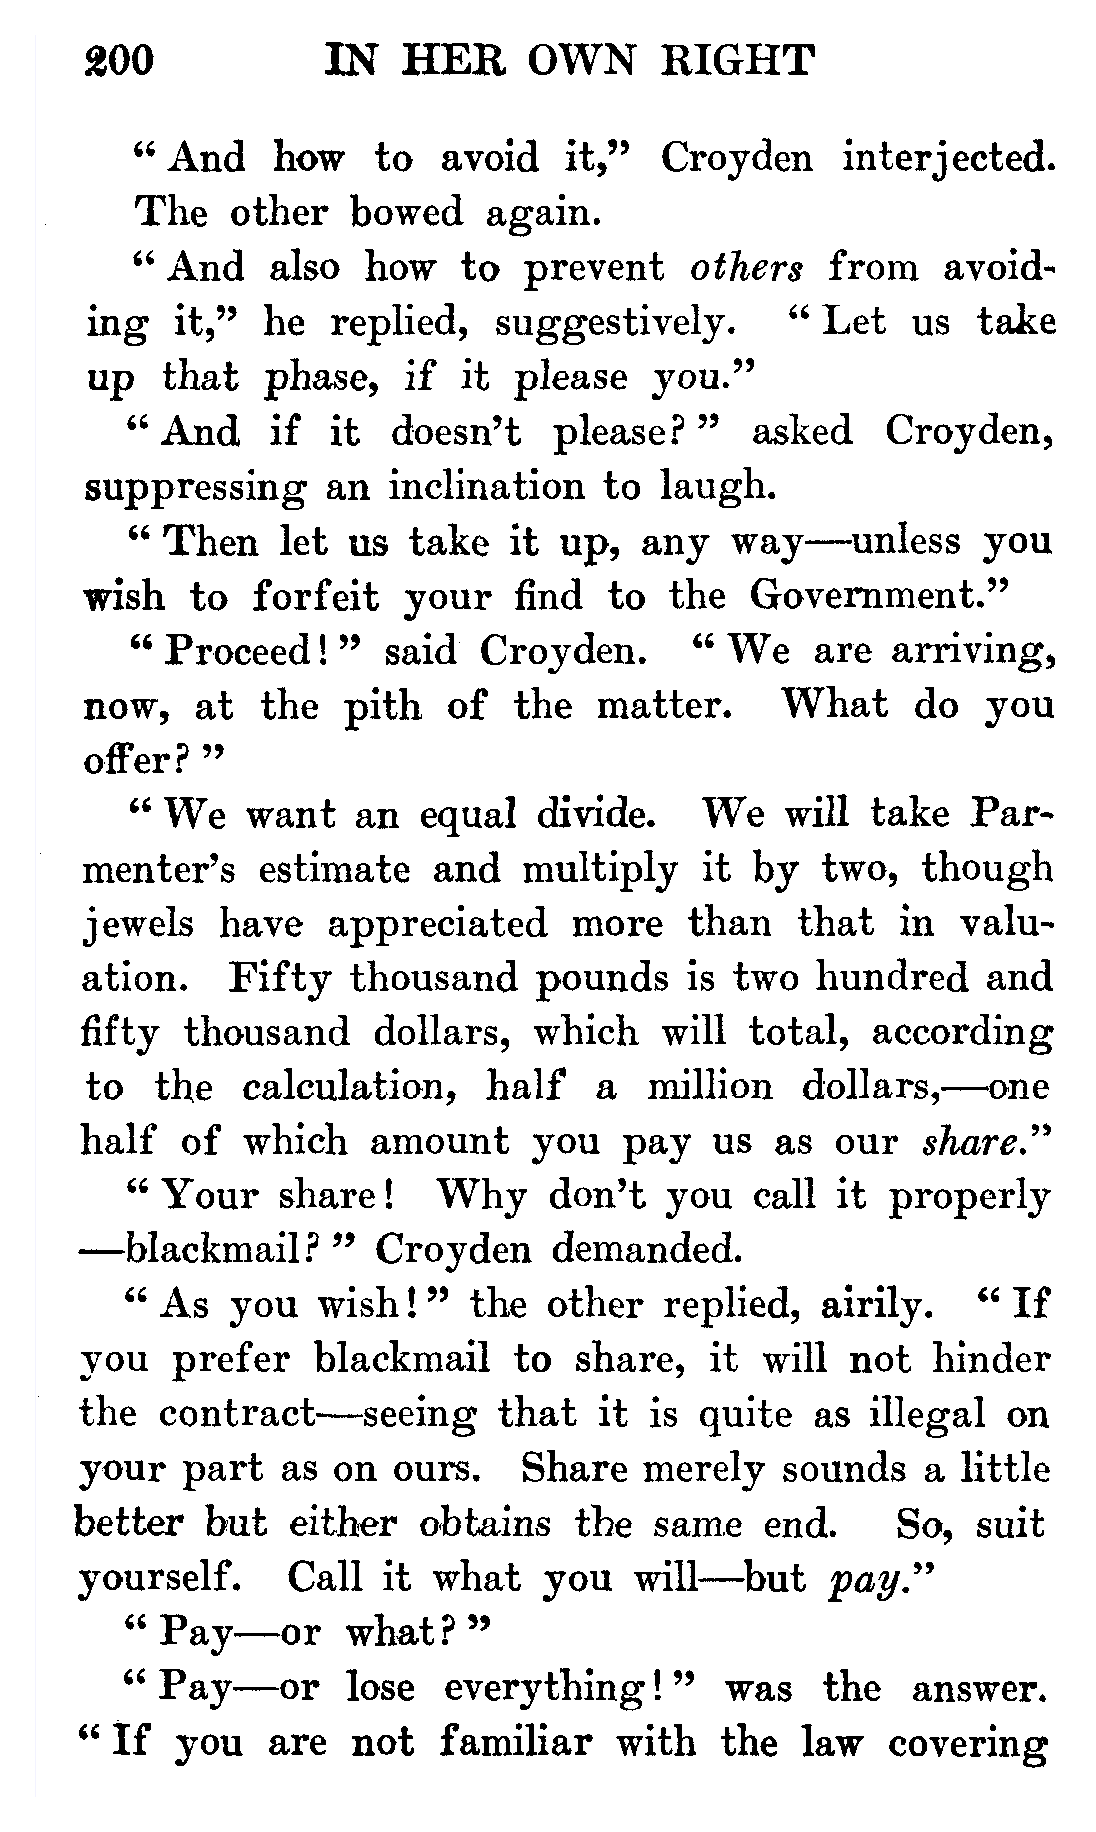 200 IN HER OWN RIGHT
“ And how to avoid it,” Croyden interjected.
The other bowed again.
“ And also how to prevent others from avoid-
ing it,” he replied, suggestively. “ Let us take
up that phase, if it please you.”
“ And if it doesn’t please? ” asked Croyden,
suppressing an inclination to laugh.
“ Then let us take it up, any way—unless you
wish to forfeit your find to the Government.”
“ Proceed! ” said Croyden. “ We are arriving,
now, at the pith of the matter. What do you
offer? ”
“ We want an equal divide. We will take Par-
menter’s estimate and multiply it by two, though
jewels have appreciated more than that in valu-
ation. Fifty thousand pounds is two hundred and
fifty thousand dollars, which will total, according
to the calculation, half a million dollars,—one
half of which amount you pay us as our share.”
“ Your share! Why don’t you call it properly
—blackmail? ” Croyden demanded.
“ As you wish! ” the other replied, airily. “ If
you prefer blackmail to share, it will not hinder
the contract—seeing that it is quite as illegal on
your part as on ours. Share merely sounds a little
better but either obtains the same end. So, suit
yourself. Call it what you will—but pay.”
“ Pay—or what? ”
“ Pay—or lose everything! ” was the answer.
“ If you are not familiar with the law covering